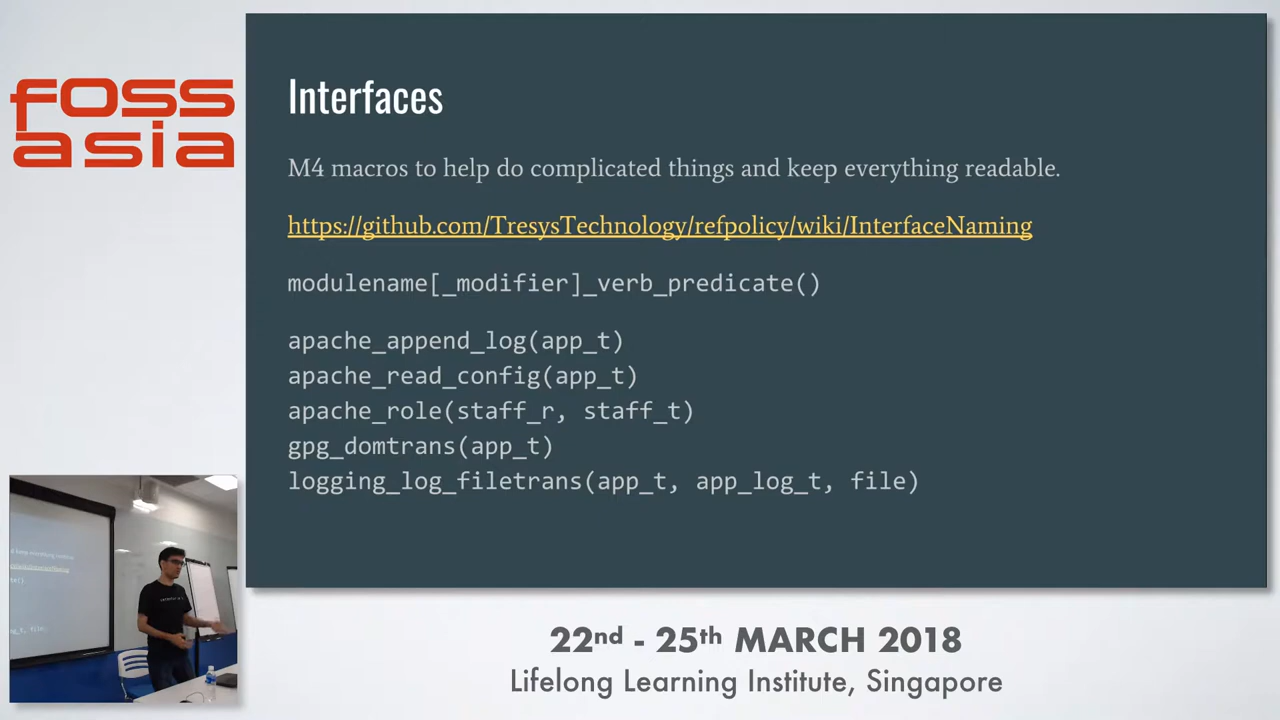 foss
asia
Interfaces
M4 macros to help do complicated things and keep everything readable.
https://github.com/TresysTechnology/refpolicy/wiki/InterfaceNaming
modulename[_modifier]_verb_predicate()
apache_append_log(app_t)
apache_read_config(app_t)
apache_role(staff_r, staff_t)
gpg_domtrans(app_t)
logging_log_filetrans(app_t, app_log_t, file)
22nd - 25th MARCH 2018
Lifelong Learning Institute, Singapore